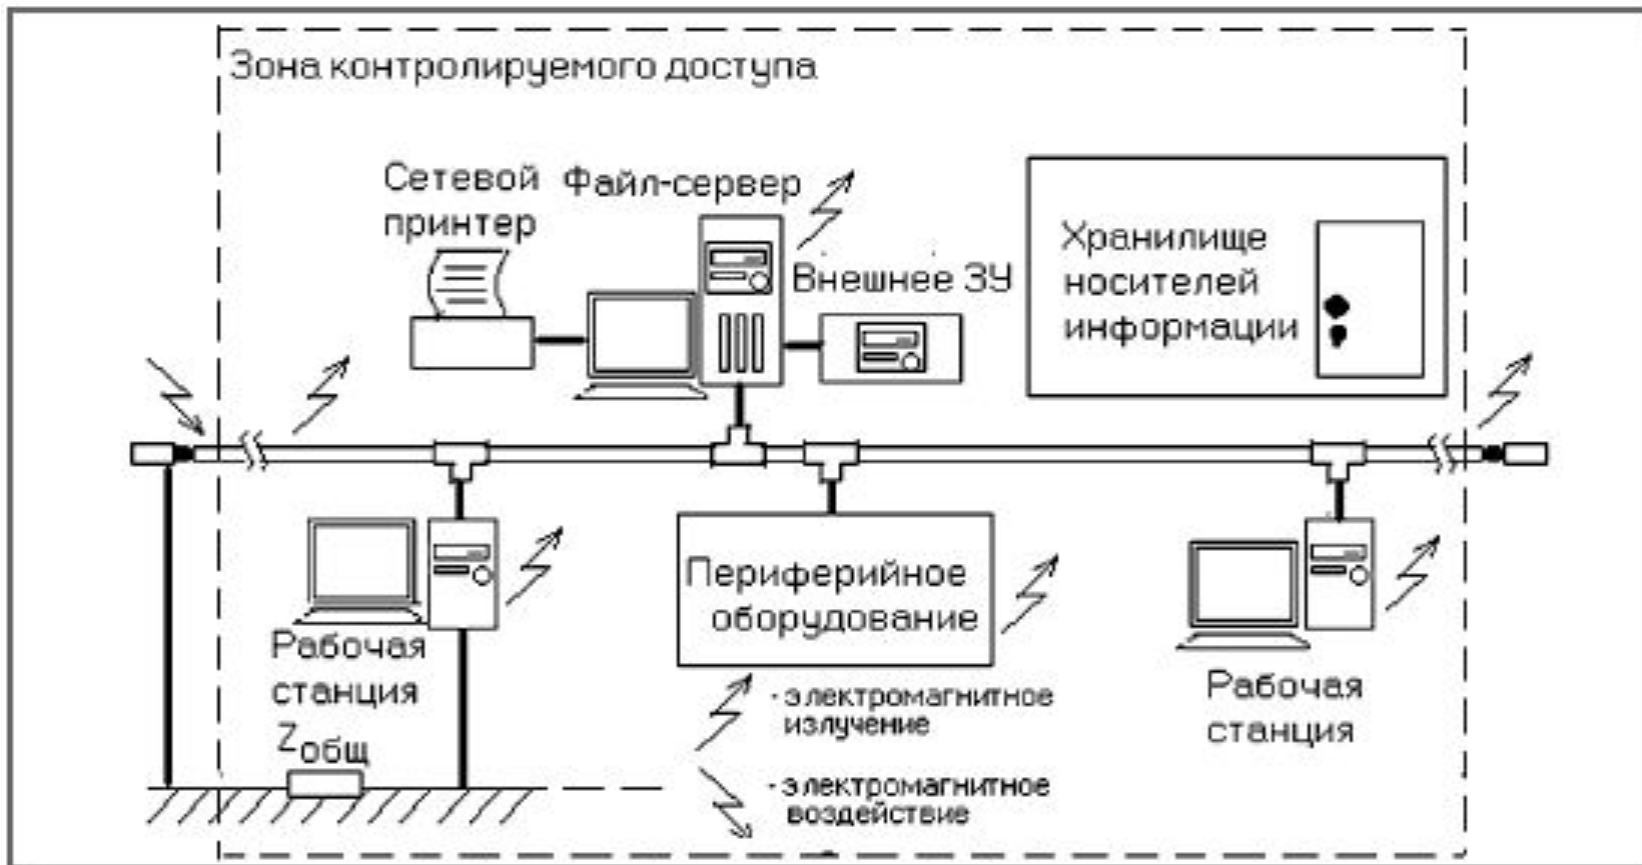 Зона контролируемого доступа
Сетевой
принтер
Файл-сервер
Внешнее ЗУ
Хранилище
носителей
информации
Рабочая
станция
Zобщ
Периферийное
оборудование
Рабочая
станция
- электромагнитное
излучение
- электромагнитное
воздействие